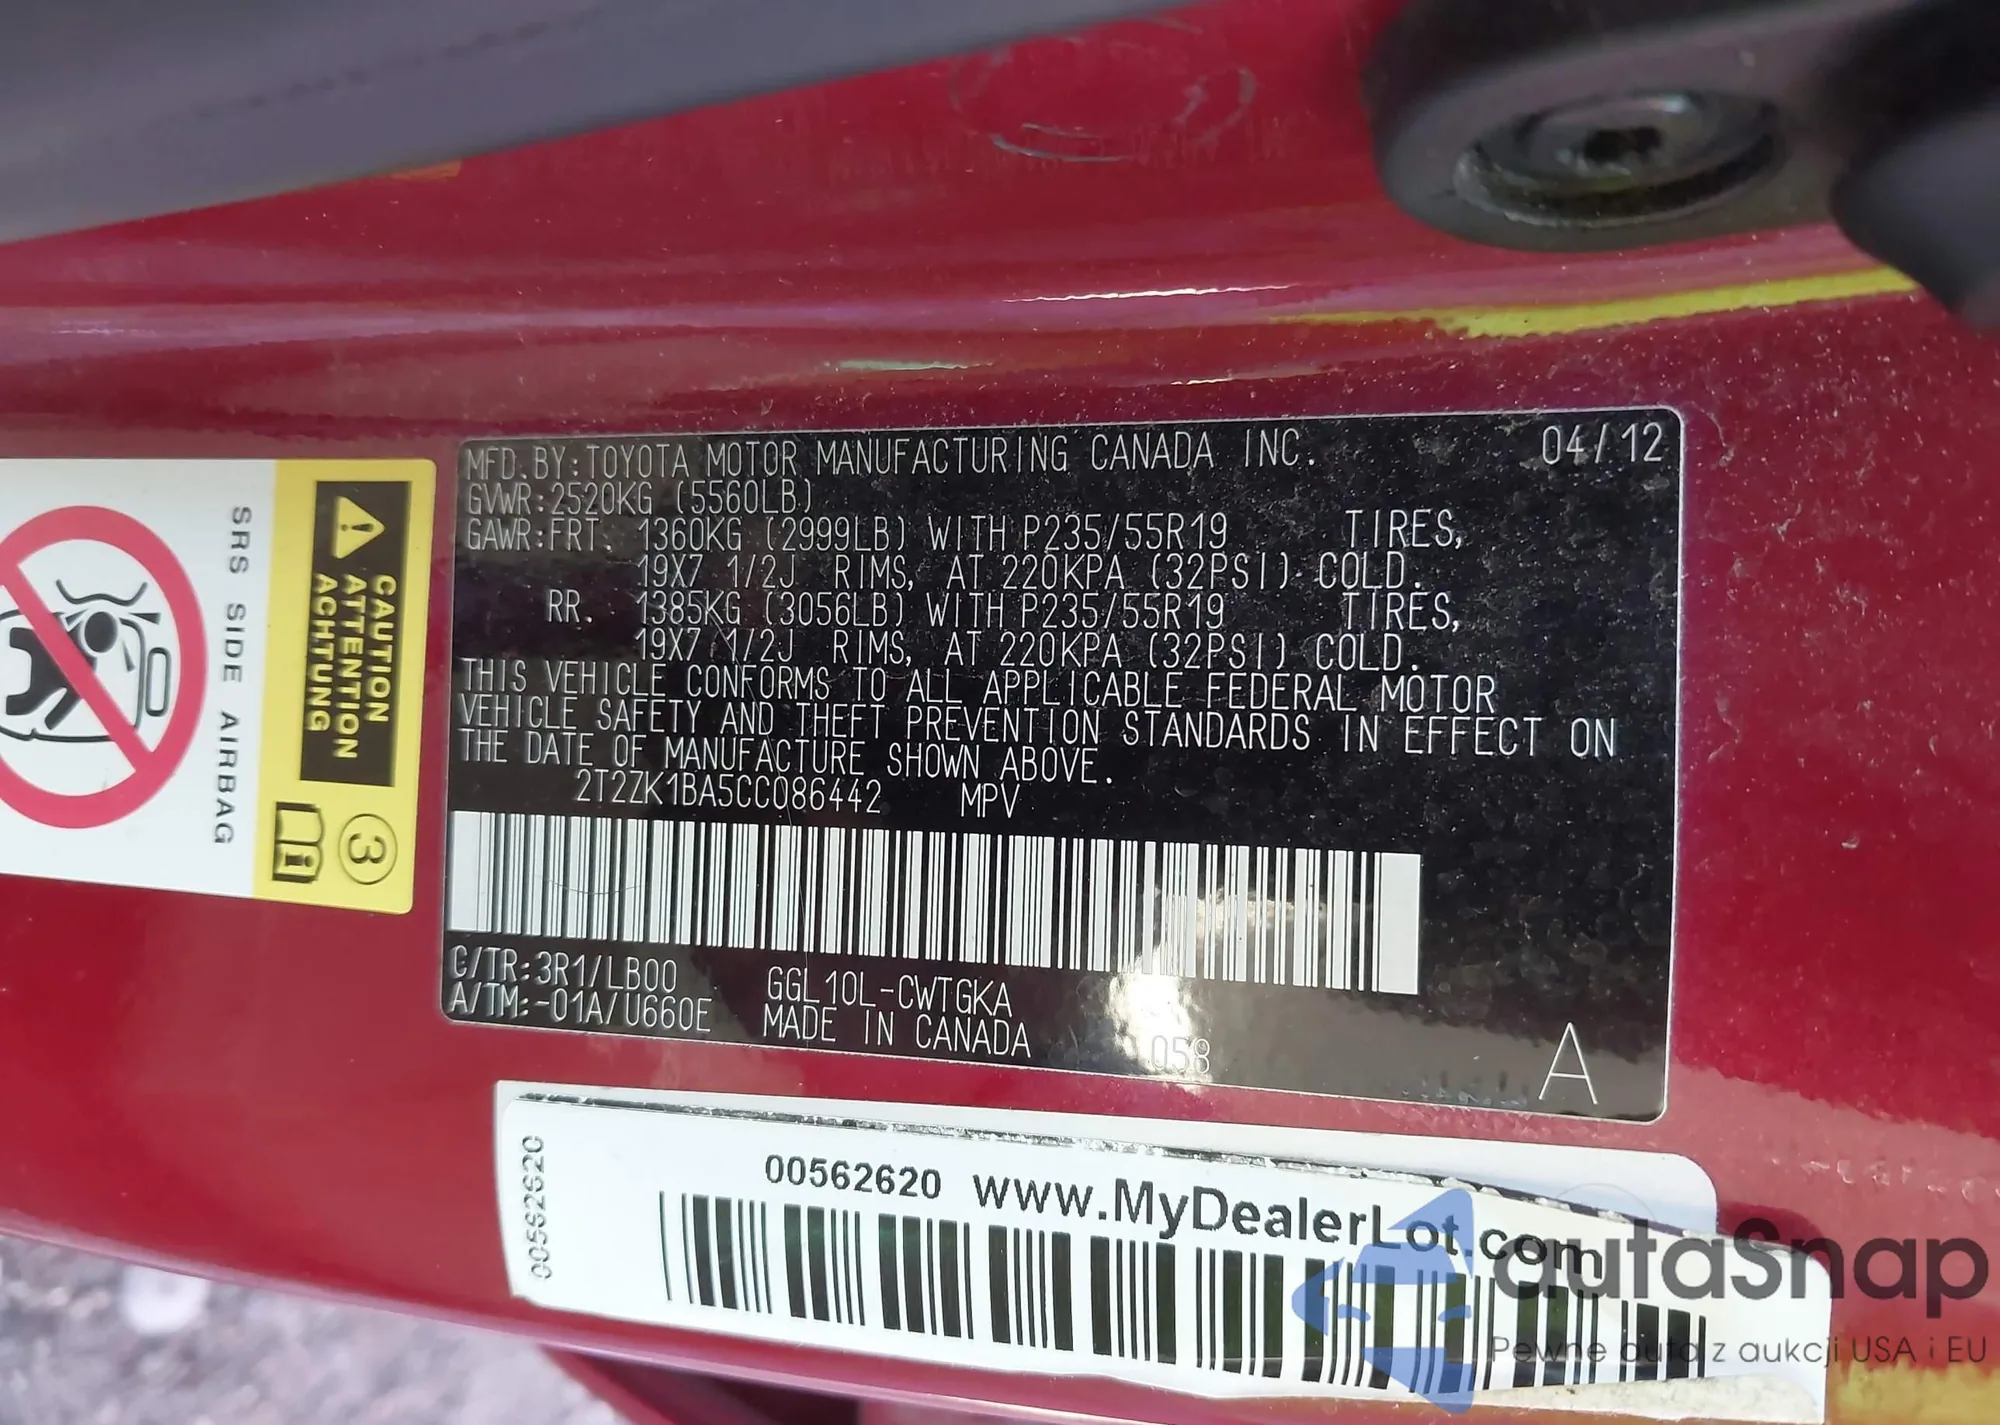 MFD. BY: TOYOTA MOTOR MANUFACTURING CANADA INC. 04/12
GVWR: 2520KG (5560LB)
GAWR: FRT. 1360KG (2999LB) WITH P235/55R19 TIRES,
19X7 1/2J RIMS, AT 220KPA (32PSI) COLD.
RR. 1385KG (3056LB) WITH P235/55R19 TIRES,
19X7 1/2J RIMS, AT 220KPA (32PSI) COLD.
THIS VEHICLE CONFORMS TO ALL APPLICABLE FEDERAL MOTOR
VEHICLE SAFETY AND THEFT PREVENTION STANDARDS IN EFFECT ON
THE DATE OF MANUFACTURE SHOWN ABOVE.
2T2ZK1BA5CC086442 MPV
C/TR: 3R1/LB00 GGL10L-CWTGKA
A/TM: -01A/U660E MADE IN CANADA 058
A
CAUTION
ATTENTION
ACHTUNG
3
i
SRS SIDE AIRBAG
00562620
00562620 www.MyDealerLot.com
autaSnap
Pewne auta z aukcji USA i EU